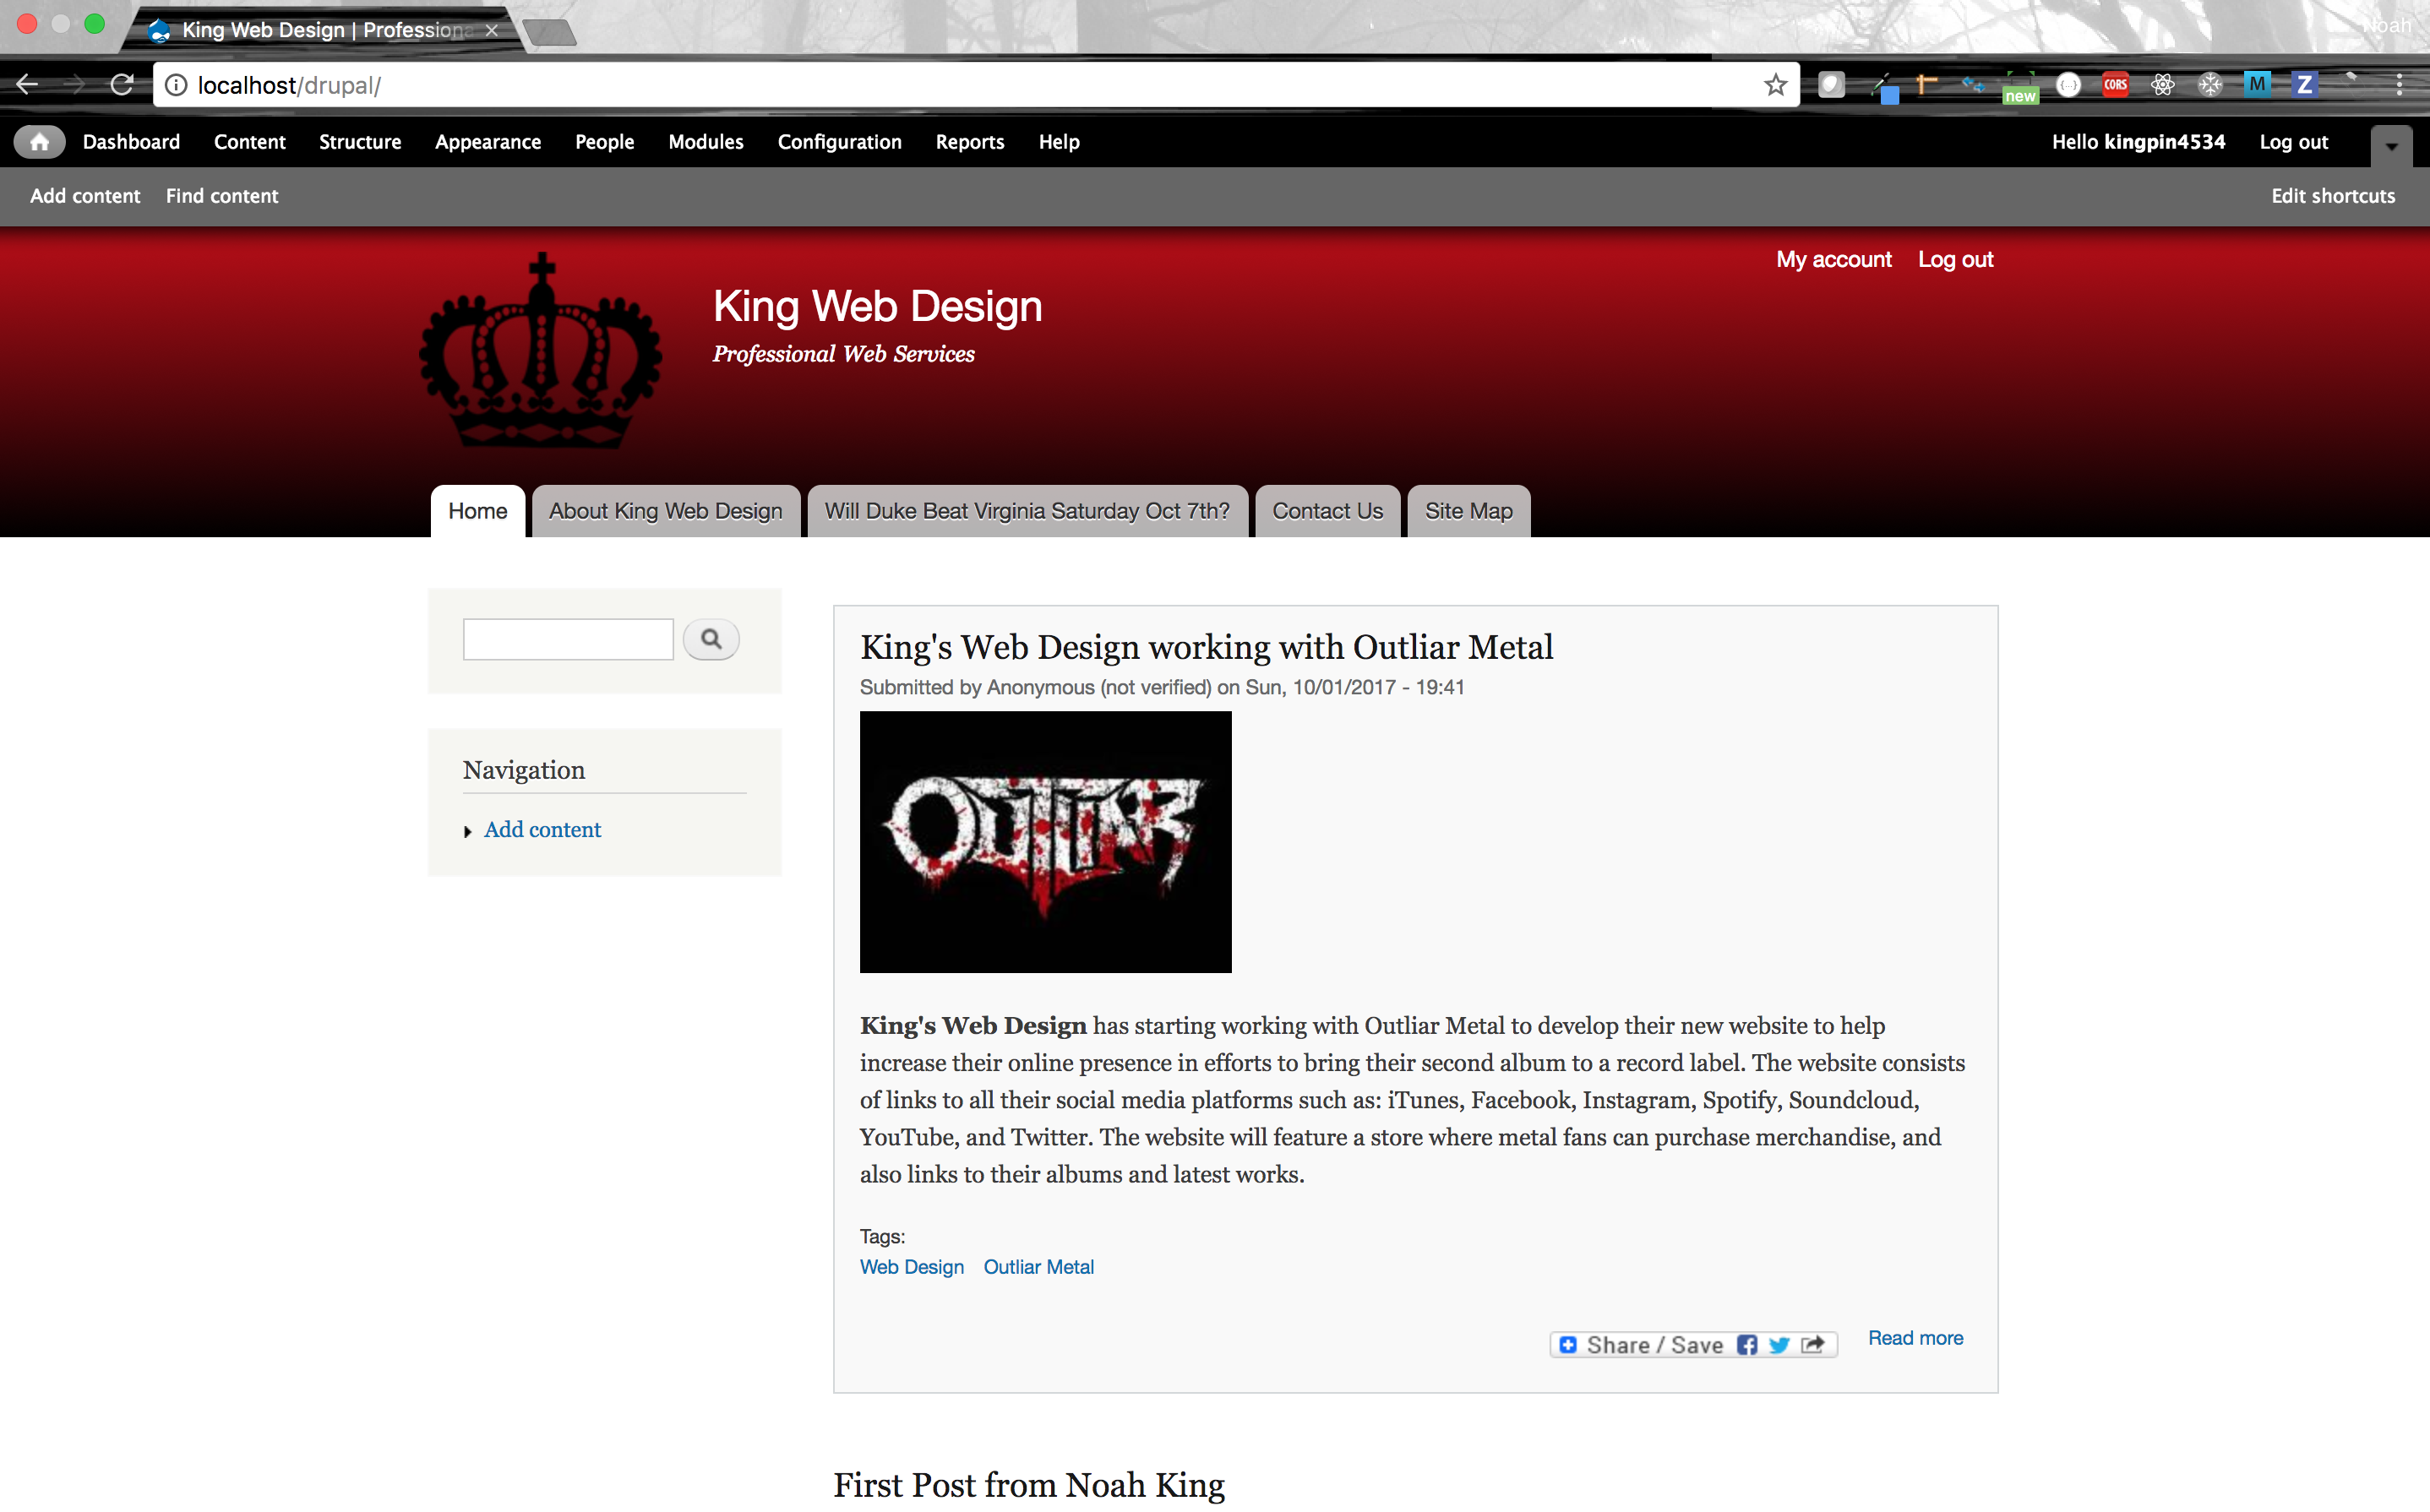 King Web Design | Professiona
Noah
localhost/drupal/
new
CORS
M
Z
Dashboard Content Structure Appearance People Modules Configuration Reports Help
Hello kingpin4534 Log out
Add content Find content
Edit shortcuts
My account Log out
King Web Design
Professional Web Services
Home About King Web Design Will Duke Beat Virginia Saturday Oct 7th? Contact Us Site Map
King's Web Design working with Outliar Metal
Submitted by Anonymous (not verified) on Sun, 10/01/2017 - 19:41
OUTLIAR
Navigation
Add content
King's Web Design has starting working with Outliar Metal to develop their new website to help
increase their online presence in efforts to bring their second album to a record label. The website consists
of links to all their social media platforms such as: iTunes, Facebook, Instagram, Spotify, Soundcloud,
YouTube, and Twitter. The website will feature a store where metal fans can purchase merchandise, and
also links to their albums and latest works.
Tags:
Web Design Outliar Metal
Share / Save
Read more
First Post from Noah King